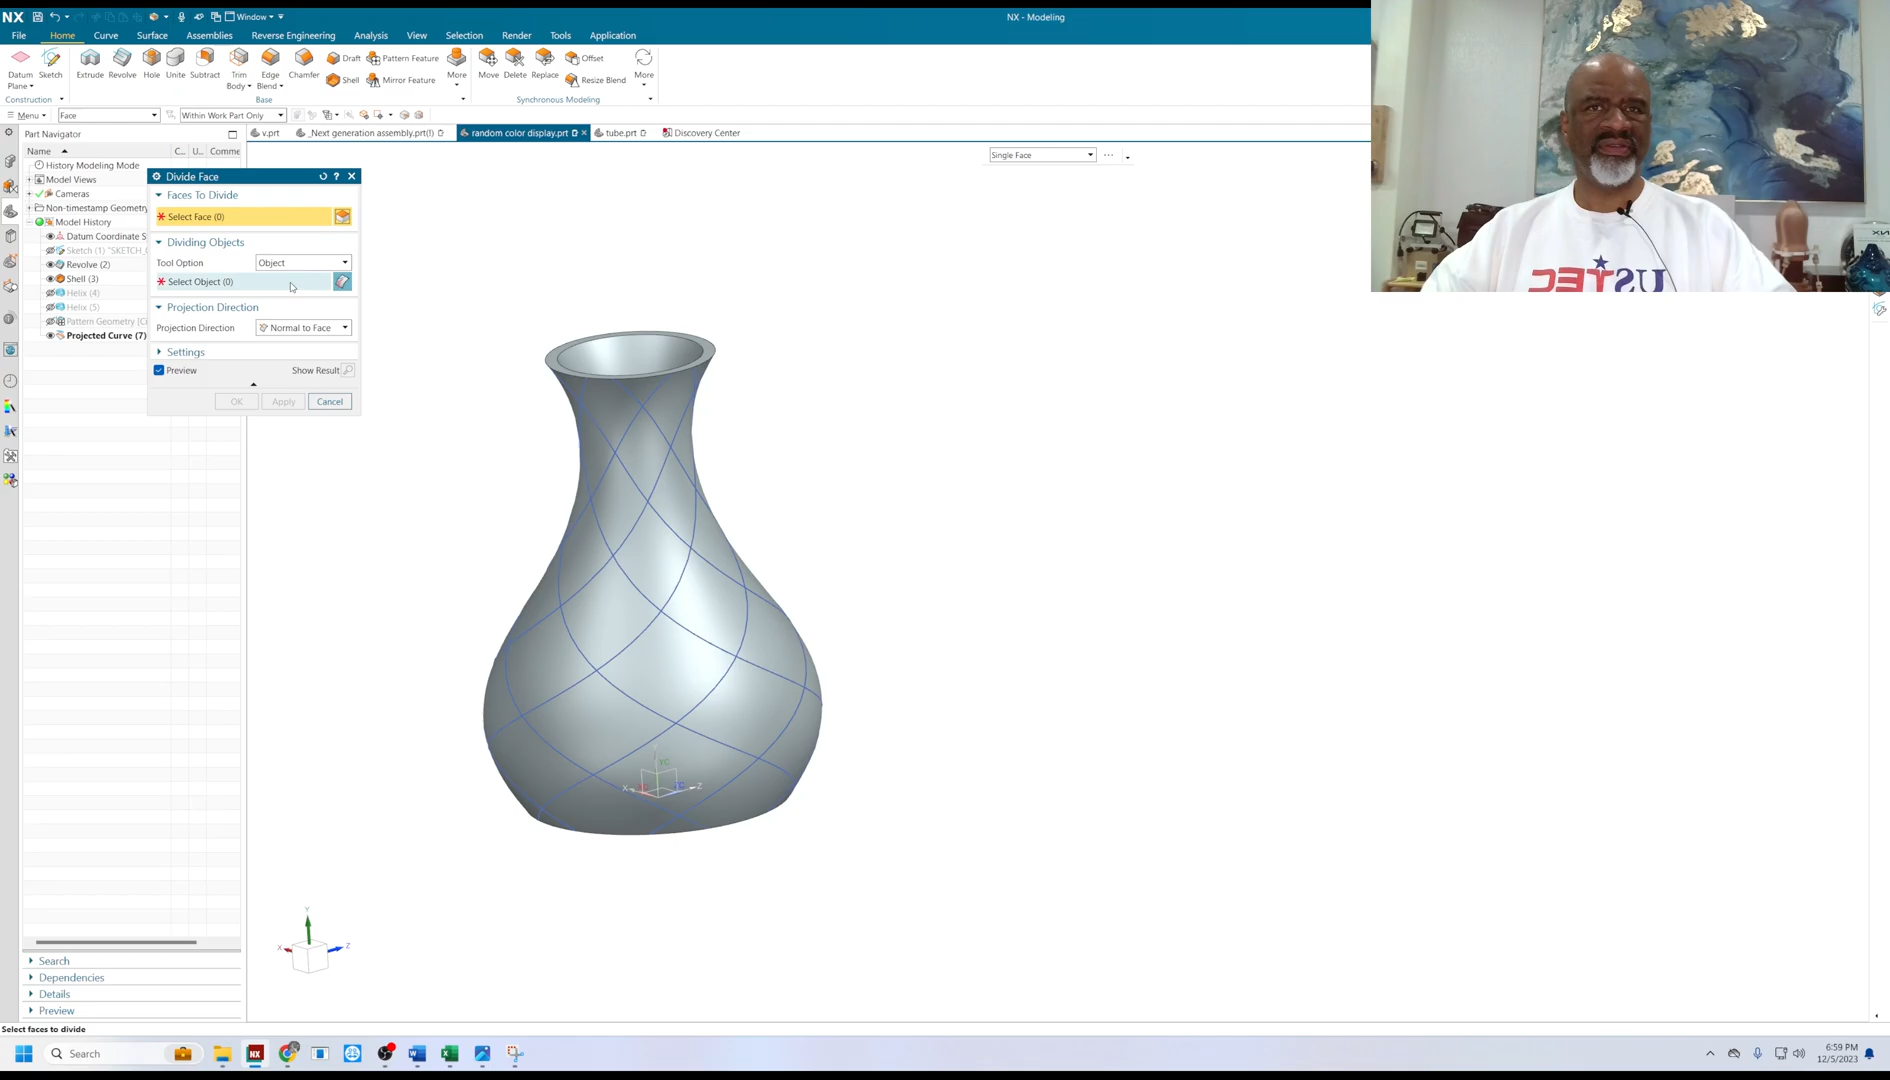 NX
Window
NX - Modeling
File Home Curve Surface Assemblies Reverse Engineering Analysis View Selection Render Tools Application
Datum Plane Sketch Extrude Revolve Hole Unite Subtract Trim Body Edge Blend Chamfer Draft Shell Pattern Feature Mirror Feature More Move Delete Replace Offset Resize Blend More
Construction Base Synchronous Modeling
Menu Face Within Work Part Only
Part Navigator
v.prt _Next generation assembly.prt(!) random color display.prt tube.prt Discovery Center
Name C... U... Comme
Single Face
History Modeling Mode
Model Views
Cameras
Non-timestamp Geometry
Model History
Datum Coordinate S
Sketch (1) "SKETCH_
Revolve (2)
Shell (3)
Helix (4)
Helix (5)
Pattern Geometry [Ci
Projected Curve (7)
Divide Face
Faces To Divide
* Select Face (0)
Dividing Objects
Tool Option Object
* Select Object (0)
Projection Direction
Projection Direction Normal to Face
Settings
Preview Show Result
OK Apply Cancel
USTEC
NX
YC
X Z
Y
X Z
Search
Dependencies
Details
Preview
Select faces to divide
Search
NX
6:59 PM
12/5/2023